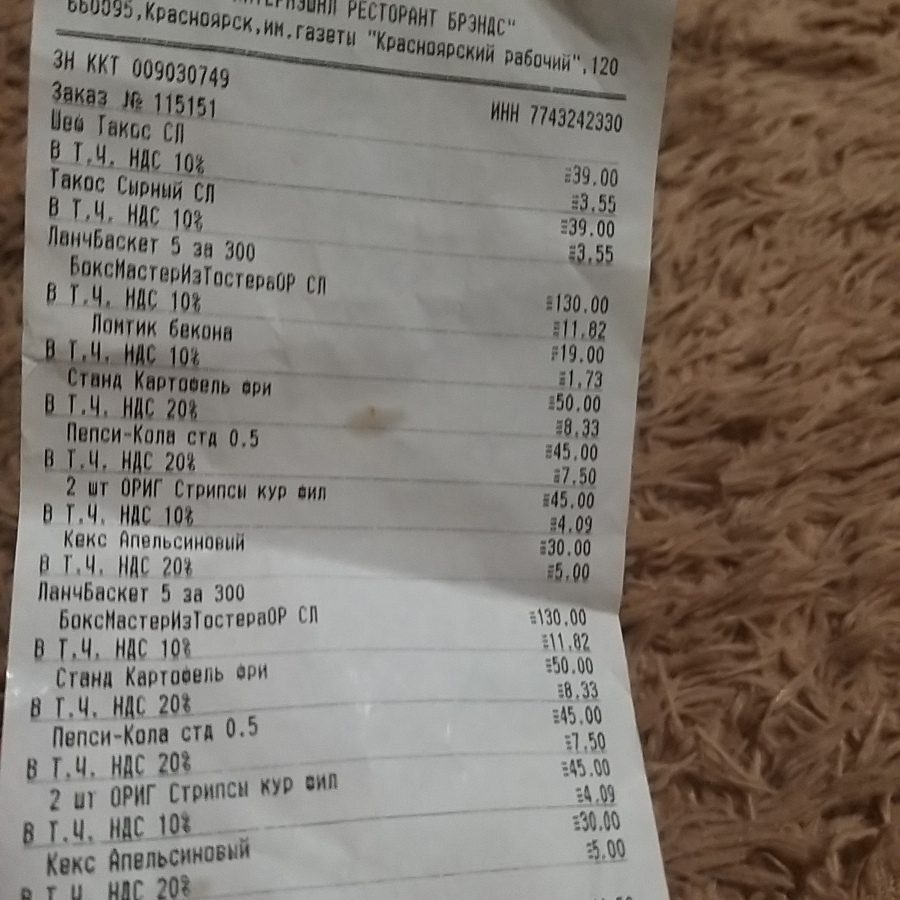 РЕСТОРАНТ БРЭНДС"
660095,Красноярск,им.газеты "Красноярский рабочий",120
ЗН ККТ 009030749
ИНН 7743242330
Заказ № 115151
Шеф Такос СЛ
≡39.00
В Т.Ч. НДС 10%
≡3.55
Такос Сырный СЛ
≡39.00
В Т.Ч. НДС 10%
≡3.55
ЛанчБаскет 5 за 300
БоксМастерИзТостераОР СЛ
≡130.00
В Т.Ч. НДС 10%
≡11.82
Ломтик бекона
≡19.00
В Т.Ч. НДС 10%
≡1.73
Станд Картофель фри
≡50.00
В Т.Ч. НДС 20%
≡8.33
Пепси-Кола стд 0.5
≡45.00
В Т.Ч. НДС 20%
≡7.50
2 шт ОРИГ Стрипсы кур фил
≡45.00
В Т.Ч. НДС 10%
≡4.09
Кекс Апельсиновый
≡30.00
В Т.Ч. НДС 20%
≡5.00
ЛанчБаскет 5 за 300
БоксМастерИзТостераОР СЛ
≡130.00
В Т.Ч. НДС 10%
≡11.82
Станд Картофель фри
≡50.00
В Т.Ч. НДС 20%
≡8.33
Пепси-Кола стд 0.5
≡45.00
В Т.Ч. НДС 20%
≡7.50
2 шт ОРИГ Стрипсы кур фил
≡45.00
В Т.Ч. НДС 10%
≡4.09
Кекс Апельсиновый
≡30.00
В Т.Ч. НДС 20%
≡5.00